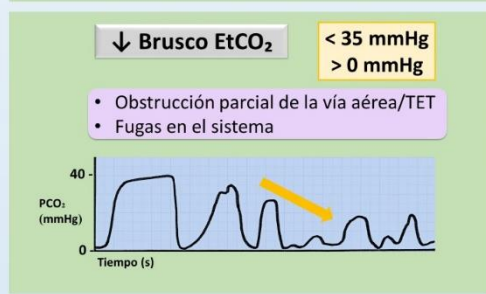 ↓ Brusco EtCO₂
< 35 mmHg
> 0 mmHg
• Obstrucción parcial de la vía aérea/TET
• Fugas en el sistema
40 -
PCO₂
(mmHg)
0
Tiempo (s)